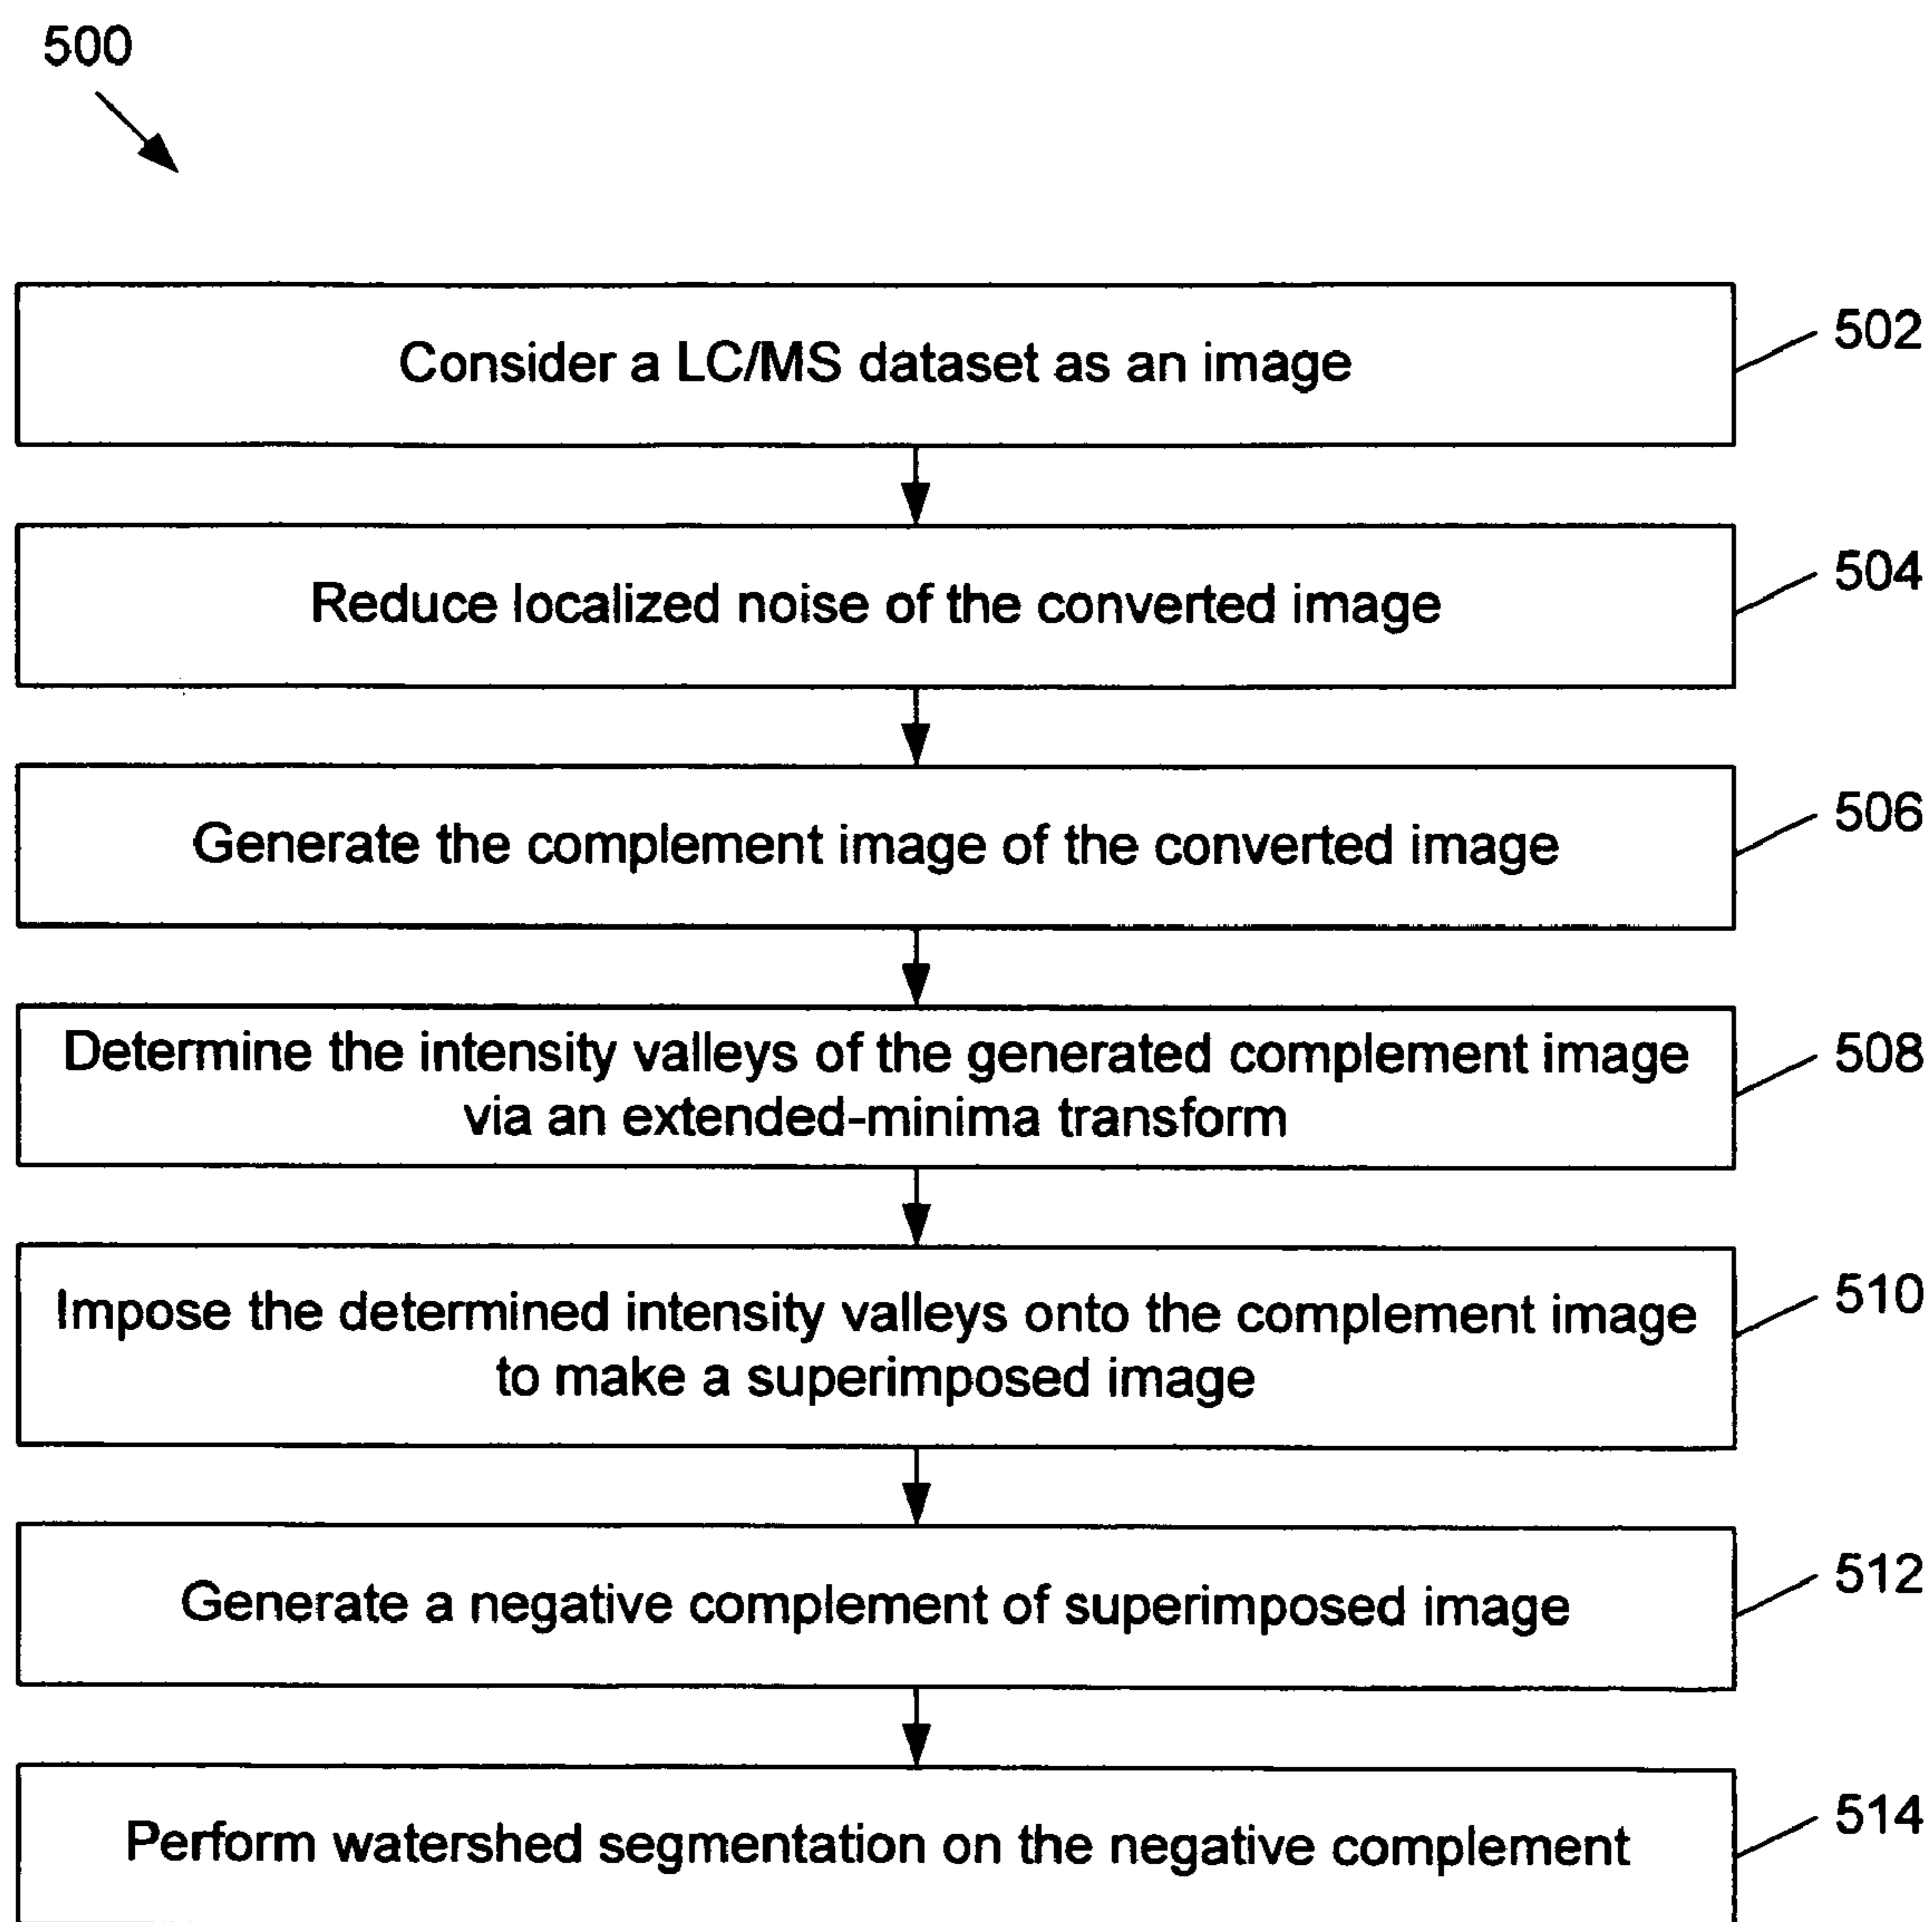 500
Consider a LC/MS dataset as an image
502
Reduce localized noise of the converted image
504
Generate the complement image of the converted image
506
Determine the intensity valleys of the generated complement image
via an extended-minima transform
508
Impose the determined intensity valleys onto the complement image
to make a superimposed image
510
Generate a negative complement of superimposed image
512
Perform watershed segmentation on the negative complement
514